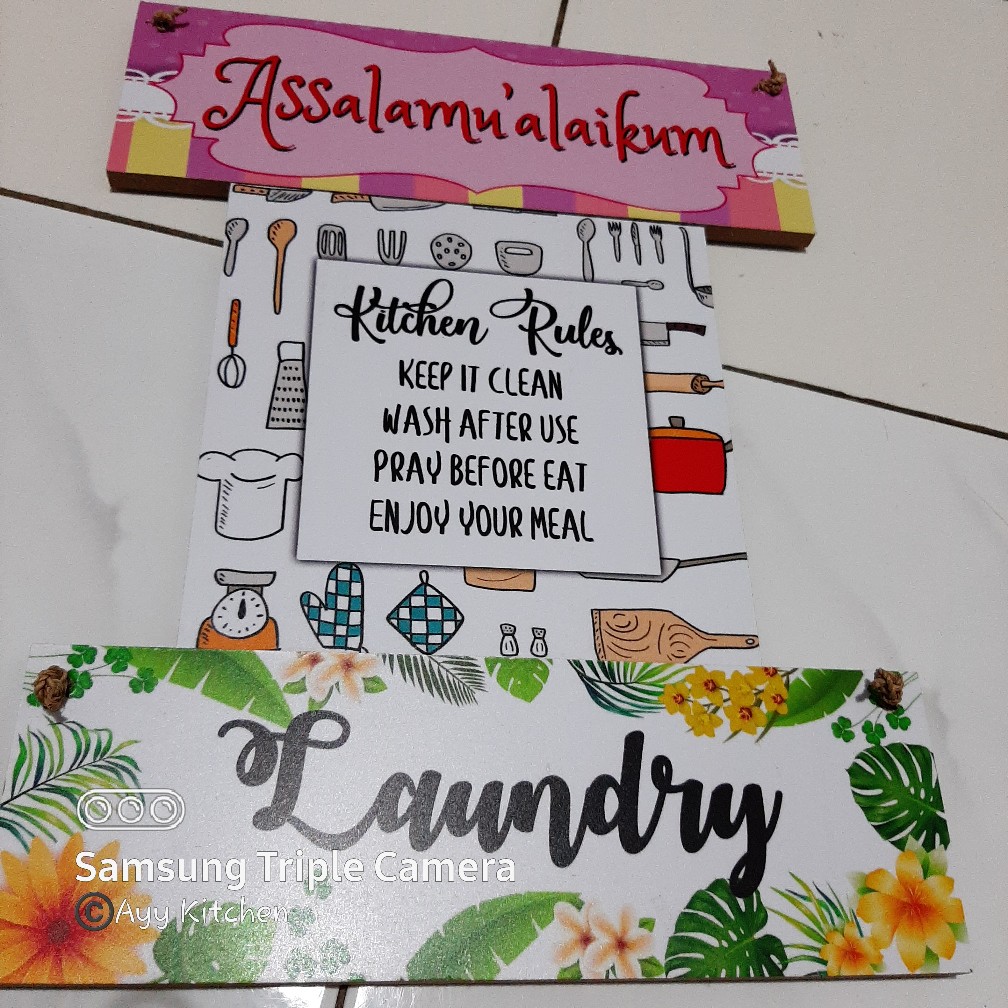 Assalamu'alaikum
Kitchen Rules
KEEP IT CLEAN
WASH AFTER USE
PRAY BEFORE EAT
ENJOY YOUR MEAL
Laundry
Samsung Triple Camera
©Ayy Kitchen